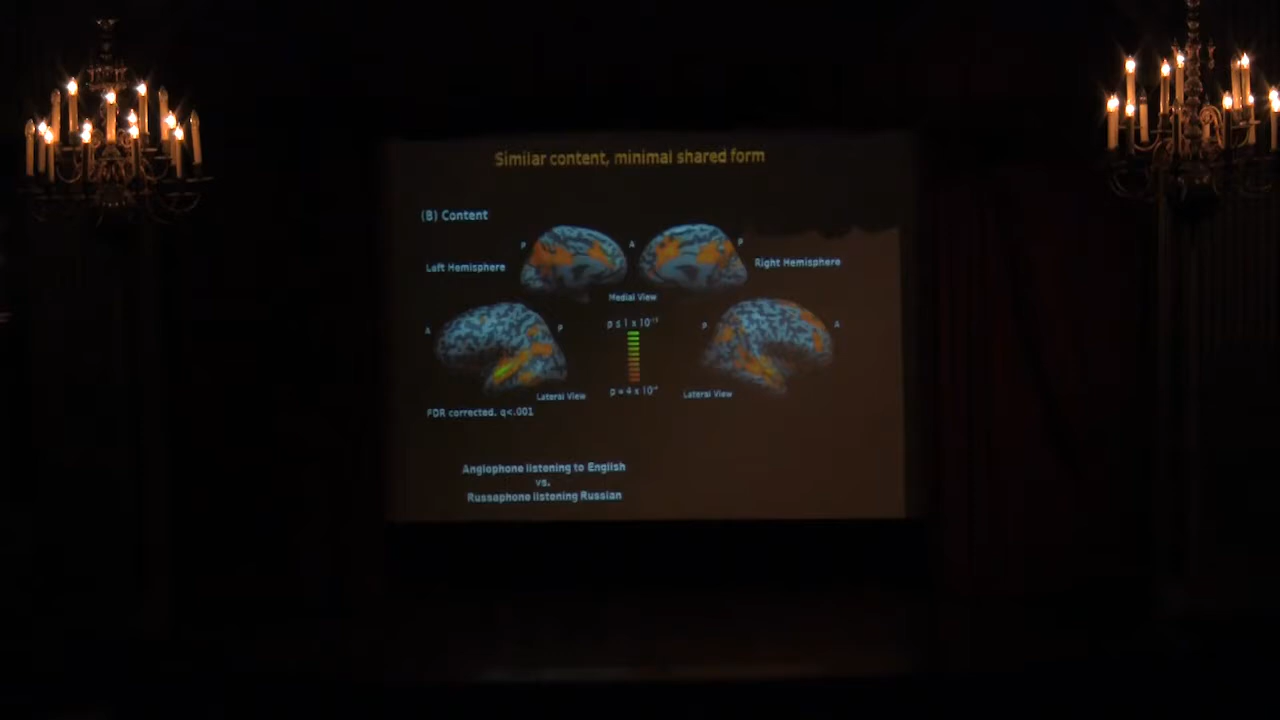 Similar content, minimal shared form
(B) Content
P A P
Left Hemisphere Right Hemisphere
Medial View
A P P A
Lateral View Lateral View
FDR corrected. q<.001
Anglophone listening to English
vs.
Russaphone listening Russian